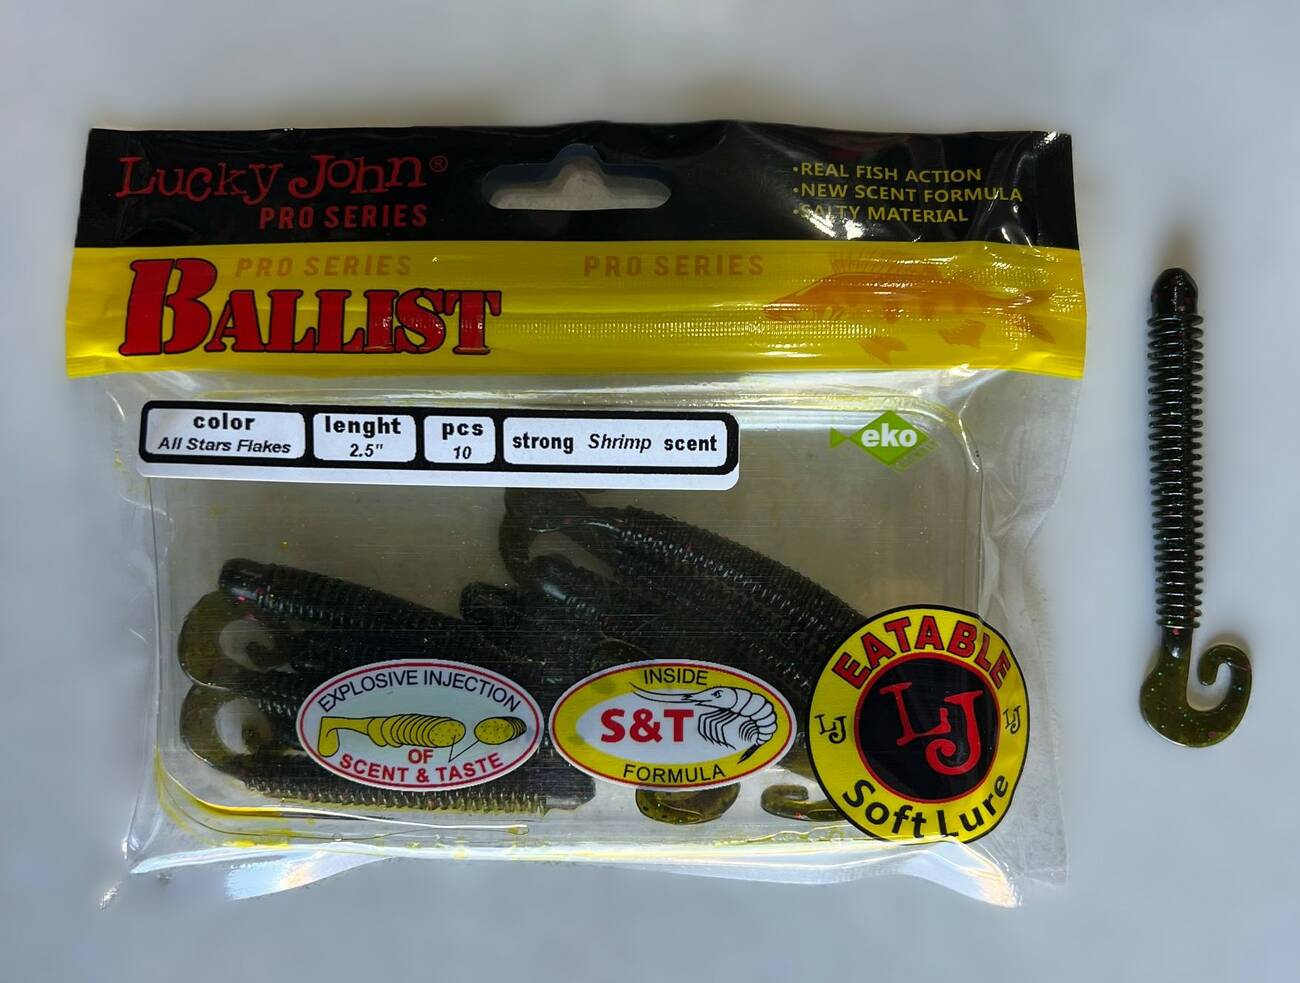 Lucky John®
PRO SERIES
·REAL FISH ACTION
·NEW SCENT FORMULA
·SALTY MATERIAL
PRO SERIES
PRO SERIES
BALLIST
color
All Stars Flakes
lenght
2.5"
pcs
10
strong Shrimp scent
eko
EXPLOSIVE INJECTION
OF
SCENT & TASTE
INSIDE
S&T
FORMULA
EATABLE
LJ
LJ
LJ
Soft Lure